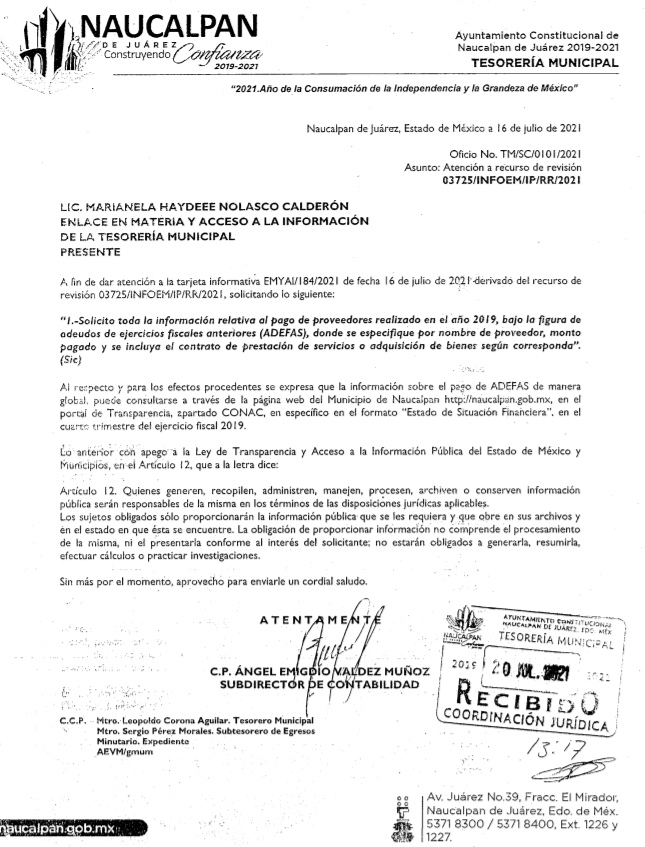 NAUCALPAN
DE JUÁREZ
Construyendo Confianza
2019-2021
Ayuntamiento Constitucional de
Naucalpan de Juárez 2019-2021
TESORERÍA MUNICIPAL
"2021.Año de la Consumación de la Independencia y la Grandeza de México"
Naucalpan de Juárez, Estado de México a 16 de julio de 2021
Oficio No. TM/SC/0101/2021
Asunto: Atención a recurso de revisión
03725/INFOEM/IP/RR/2021
LIC. MARIANELA HAYDEEE NOLASCO CALDERÓN
ENLACE EN MATERIA Y ACCESO A LA INFORMACIÓN
DE LA TESORERÍA MUNICIPAL
PRESENTE
A fin de dar atención a la tarjeta informativa EMYAI/184/2021 de fecha 16 de julio de 2021 derivado del recurso de
revisión 03725/INFOEM/IP/RR/2021, solicitando lo siguiente:
"1.-Solicito toda la información relativa al pago de proveedores realizado en el año 2019, bajo la figura de
adeudos de ejercicios fiscales anteriores (ADEFAS), donde se especifique por nombre de proveedor, monto
pagado y se incluya el contrato de prestación de servicios o adquisición de bienes según corresponda".
(Sic)
Al respecto y para los efectos procedentes se expresa que la información sobre el pago de ADEFAS de manera
global, puede consultarse a través de la página web del Municipio de Naucalpan http://naucalpan.gob.mx, en el
portal de Transparencia, apartado CONAC, en específico en el formato "Estado de Situación Financiera", en el
cuarto trimestre del ejercicio fiscal 2019.
Lo anterior con apego a la Ley de Transparencia y Acceso a la Información Pública del Estado de México y
Municipios, en el Artículo 12, que a la letra dice:
Artículo 12. Quienes generen, recopilen, administren, manejen, procesen, archiven o conserven información
pública serán responsables de la misma en los términos de las disposiciones jurídicas aplicables.
Los sujetos obligados sólo proporcionarán la información pública que se les requiera y que obre en sus archivos y
en el estado en que ésta se encuentre. La obligación de proporcionar información no comprende el procesamiento
de la misma, ni el presentarla conforme al interés del solicitante; no estarán obligados a generarla, resumirla,
efectuar cálculos o practicar investigaciones.
Sin más por el momento, aprovecho para enviarle un cordial saludo.
ATENTAMENTE
C.P. ÁNGEL EMIGDIO VALDEZ MUÑOZ
SUBDIRECTOR DE CONTABILIDAD
AYUNTAMIENTO CONSTITUCIONAL
NAUCALPAN DE JUÁREZ, EDO. MÉX
NAUCALPAN
TESORERÍA MUNICIPAL
2019 20 JUL. 2021 2021
RECIBIDO
COORDINACIÓN JURÍDICA
13:17
C.C.P. Mtro. Leopoldo Corona Aguilar. Tesorero Municipal
Mtro. Sergio Pérez Morales. Subtesorero de Egresos
Minutario. Expediente
AEVM/gmum
naucalpan.gob.mx
Av. Juárez No.39, Fracc. El Mirador,
Naucalpan de Juárez, Edo. de Méx.
5371 8300 / 5371 8400, Ext. 1226 y
1227.